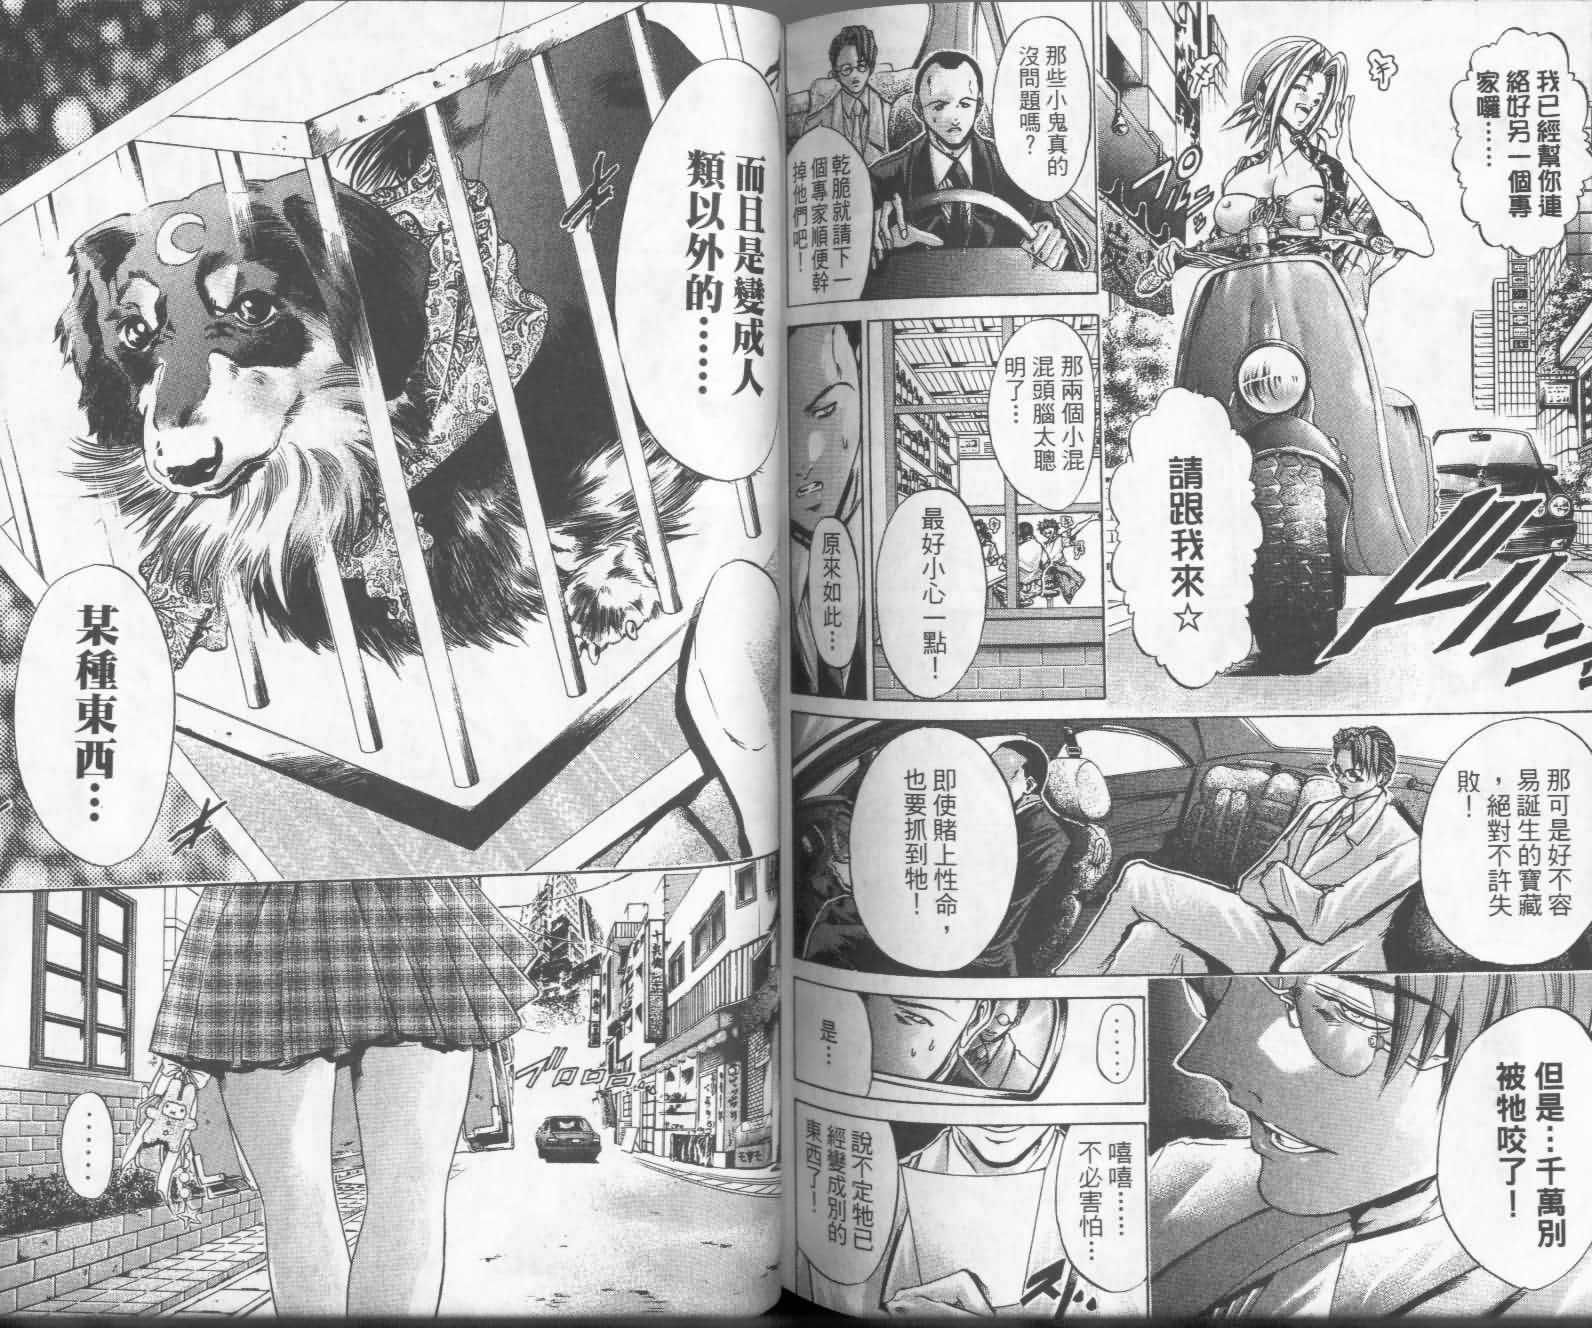 我已經幫你連
絡好另一個專
家囉……
請跟我來☆
那些小鬼真的
沒問題嗎？
乾脆就請下一
個專家順便幹
掉他們吧！
那兩個小混
混頭腦太聰
明了…
最好小心一點！
原來如此…
那可是好不容
易誕生的寶藏
，絕對不許失
敗！
即使賭上性命，
也要抓到牠！
但是…千萬別
被牠咬了！
……
是…
嘻嘻……
不必害怕…
說不定牠已
經變成別的
東西了！
而且是變成人
類以外的……
某種東西…
……